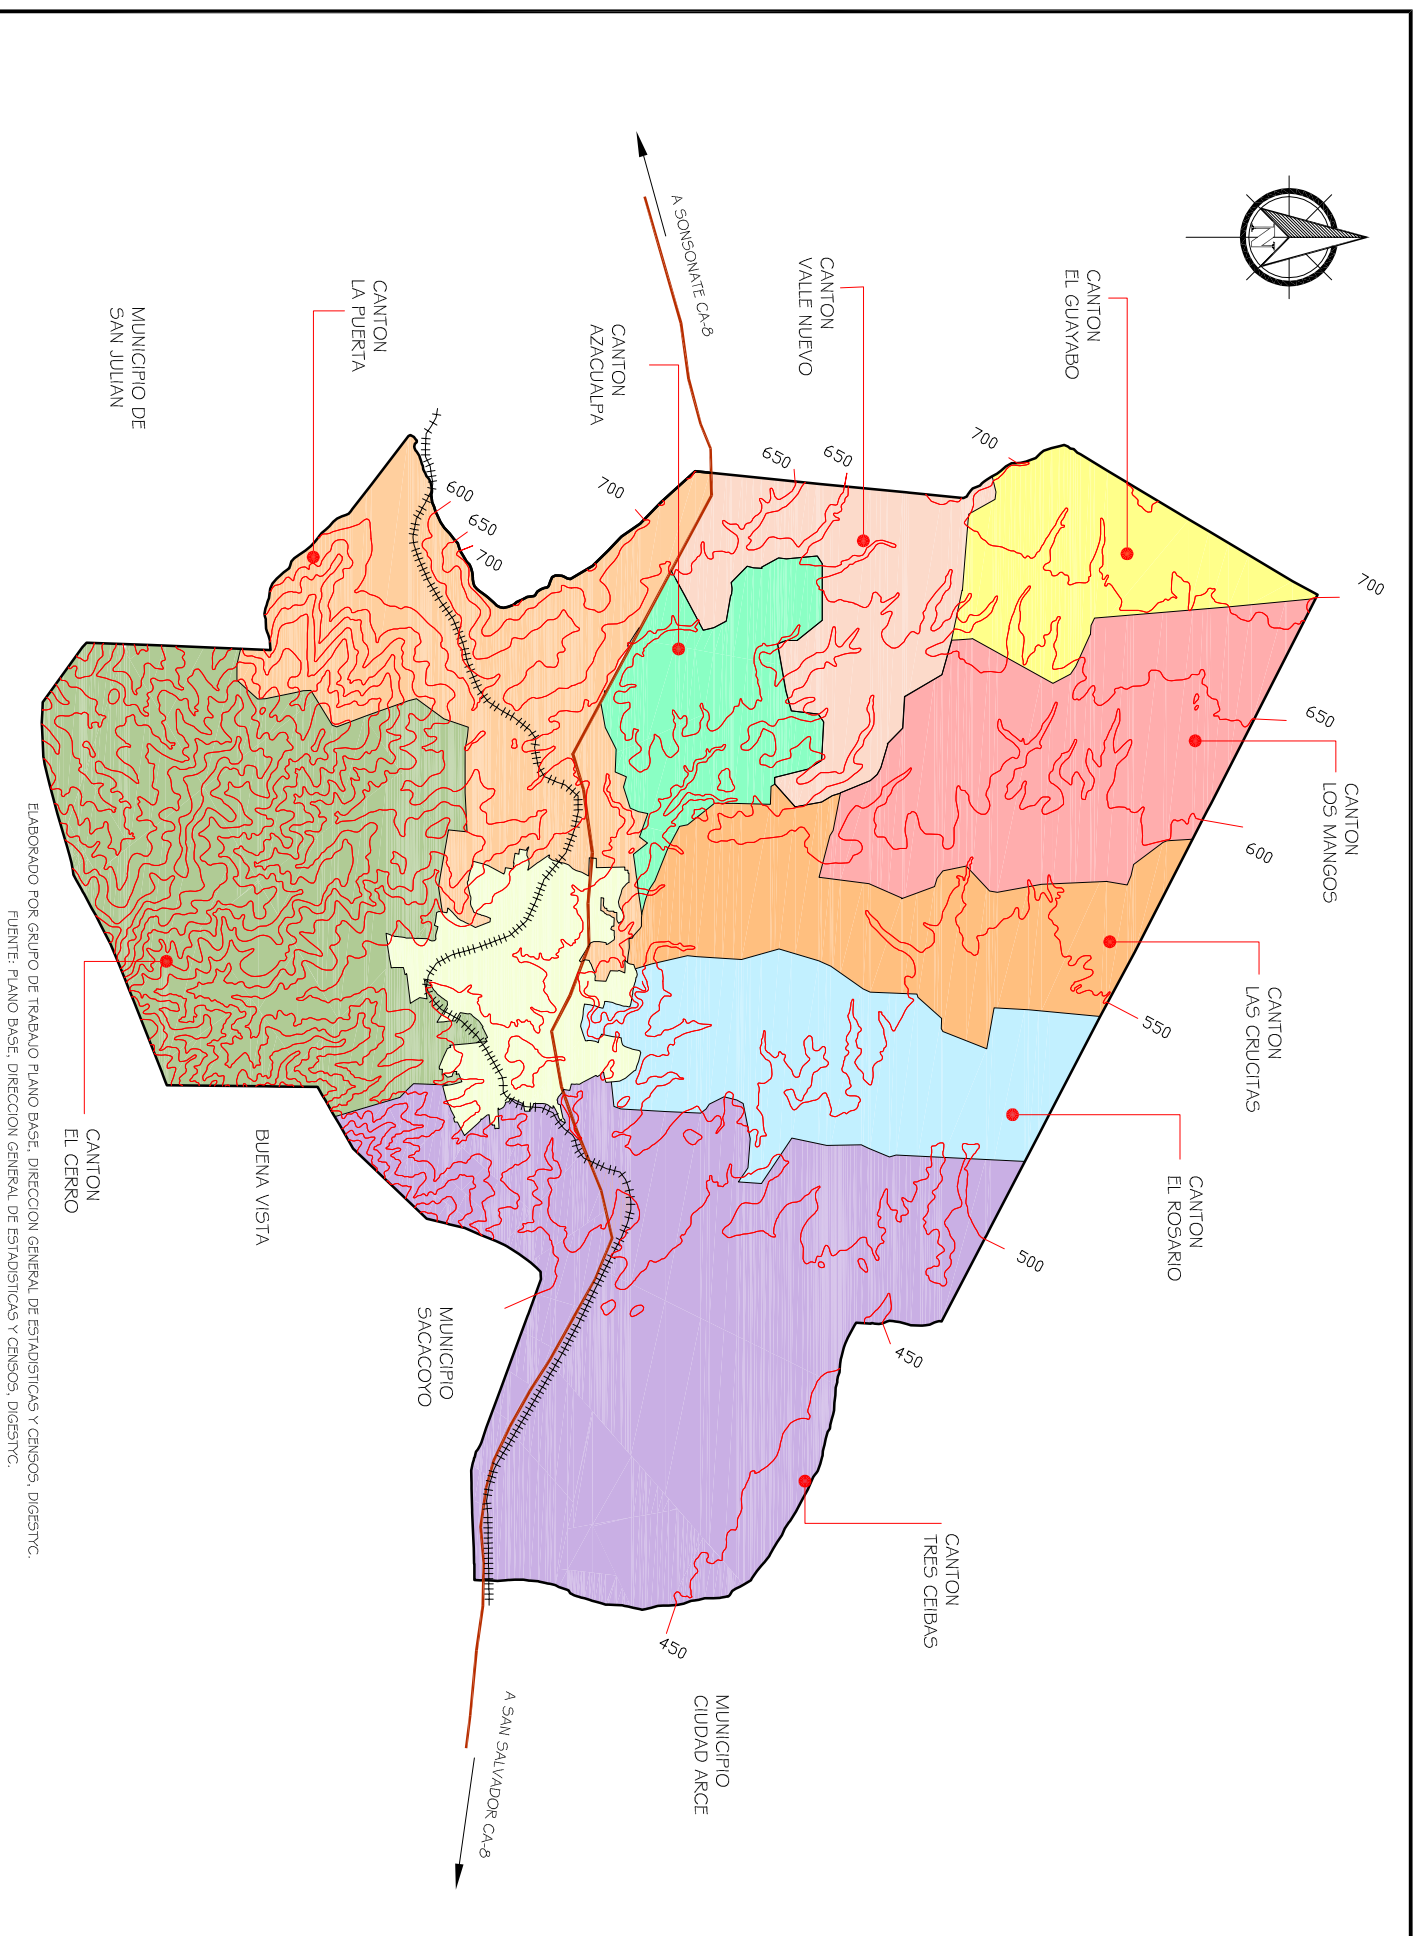 N
700
CANTON
LOS MANGOS
650
600
CANTON
LAS CRUCITAS
CANTON
EL ROSARIO
550
CANTON
EL GUAYABO
500
700
CANTON
TRES CEIBAS
450
650
650
CANTON
VALLE NUEVO
MUNICIPIO
CIUDAD ARCE
A SONSONATE CA-8
450
CANTON
AZACUALPA
700
A SAN SALVADOR CA-8
600
650
700
MUNICIPIO
SACACOYO
CANTON
LA PUERTA
BUENA VISTA
MUNICIPIO DE
SAN JULIAN
CANTON
EL CERRO
ELABORADO POR GRUPO DE TRABAJO PLANO BASE, DIRECCION GENERAL DE ESTADISTICAS Y CENSOS, DIGESTYC.
FUENTE: PLANO BASE, DIRECCION GENERAL DE ESTADISTICAS Y CENSOS, DIGESTYC.